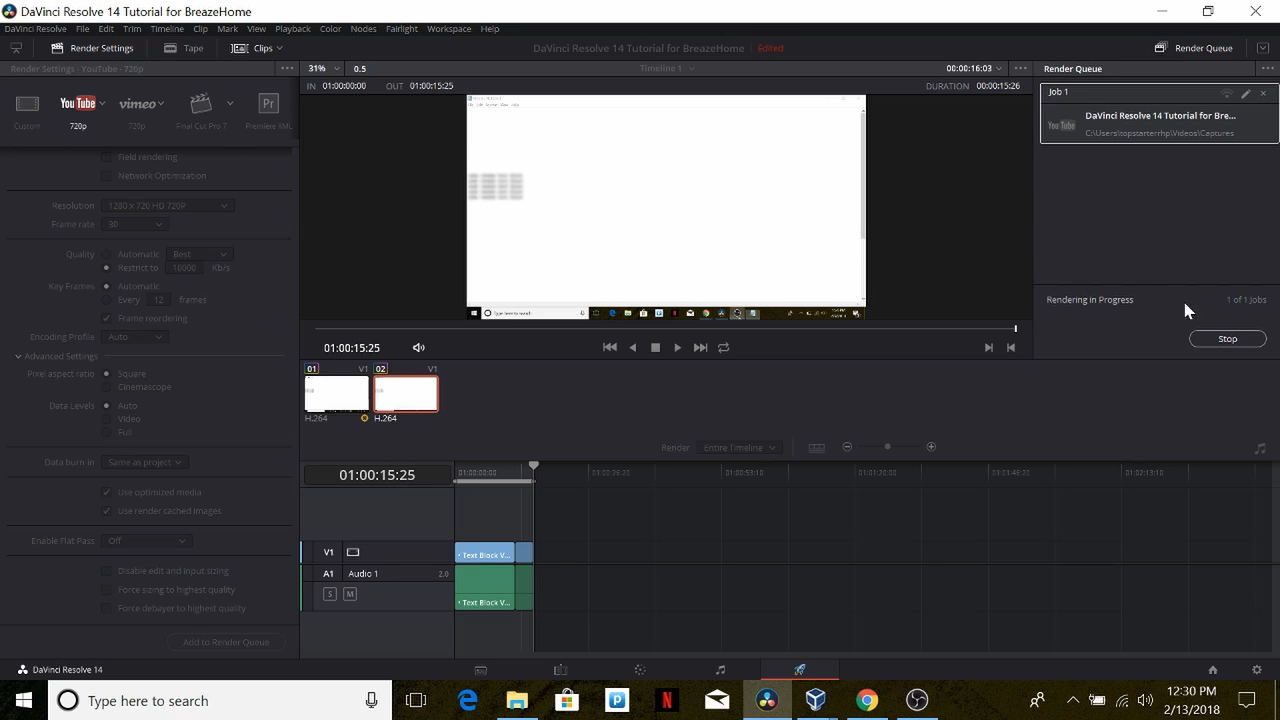 DaVinci Resolve 14 Tutorial for BreazeHome
DaVinci Resolve File Edit Trim Timeline Clip Mark View Playback Color Nodes Fairlight Workspace Help
Render Settings Tape Clips DaVinci Resolve 14 Tutorial for BreazeHome Edited Render Queue
Render Settings - YouTube - 720p 31% 0.5 Timeline 1 00:00:16:03 Render Queue
IN 01:00:00:00 OUT 01:00:15:25 DURATION 00:00:15:26 Job 1
YouTube vimeo Pr
Custom 720p 720p Final Cut Pro 7 Premiere XML
DaVinci Resolve 14 Tutorial for Bre...
YouTube C:\Users\topstarterrhp\Videos\Captures
Field rendering
Network Optimization
Resolution 1280 x 720 HD 720P
Frame rate 30
Quality Automatic Best
Restrict to 10000 Kb/s
Key Frames Automatic
Every 12 frames
Frame reordering
Encoding Profile Auto
Advanced Settings
Pixel aspect ratio Square
Cinemascope
Data Levels Auto
Video
Full
Data burn in Same as project
Use optimized media
Use render cached images
Enable Flat Pass Off
Disable edit and input sizing
Force sizing to highest quality
Force debayer to highest quality
Add to Render Queue
Type here to search
Rendering in Progress 1 of 1 Jobs
Stop
01:00:15:25
01 V1 02 V1
H.264 H.264
Render Entire Timeline
01:00:15:25 01:00:00:00 01:00:26:20 01:00:53:10 01:01:20:00 01:01:46:20 01:02:13:10
V1 Text Block V...
A1 Audio 1 2.0
S M Text Block V...
DaVinci Resolve 14
Type here to search
12:30 PM
2/13/2018